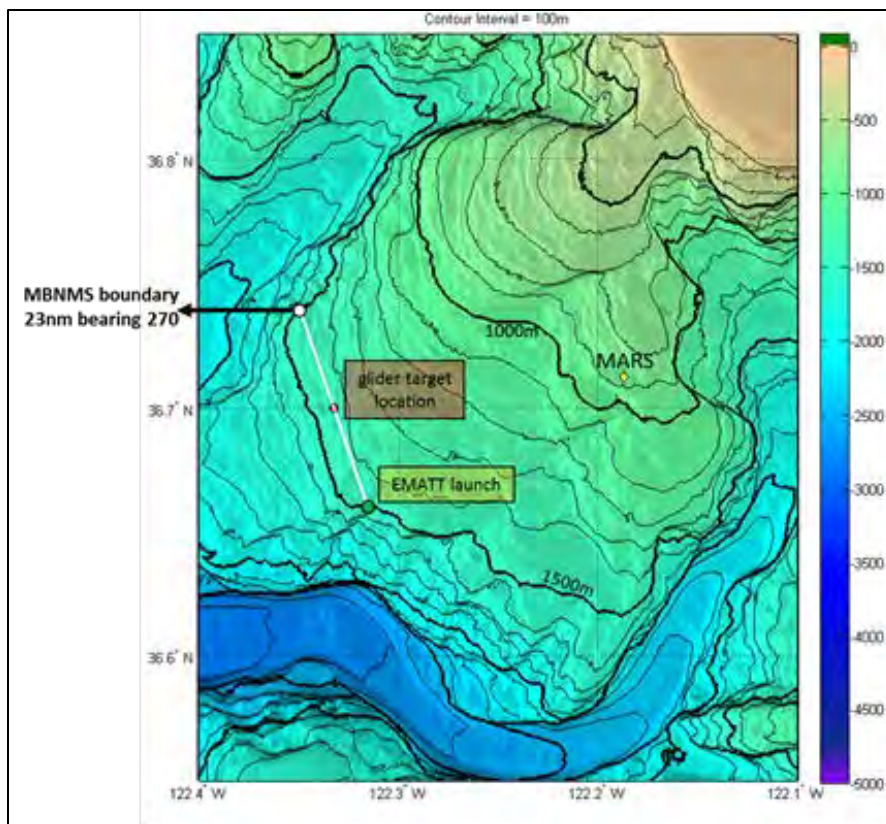 Contour Interval = 100m
0
-500
-1000
-1500
-2000
-2500
-3000
-3500
-4000
-4500
-5000
36.8° N
36.7° N
36.6° N
MBNMS boundary
23nm bearing 270
1000m
MARS
glider target
location
EMATT launch
1500m
122.4° W
122.3° W
122.2° W
122.1° W